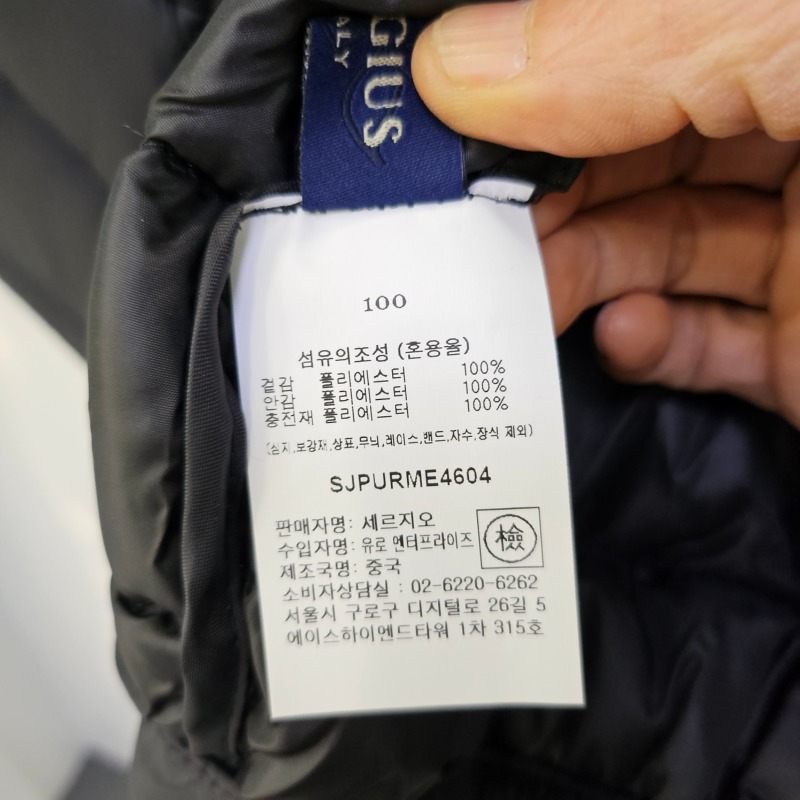 GIUS
ALY
100
섬유의조성 (혼용율)
겉감 폴리에스터 100%
안감 폴리에스터 100%
충전재 폴리에스터 100%
(심지,보강재,상표,무늬,레이스,밴드,자수,장식 제외)
SJPURME4604
판매자명: 세르지오
수입자명: 유로 엔터프라이즈
檢
제조국명: 중국
소비자상담실 : 02-6220-6262
서울시 구로구 디지털로 26길 5
에이스하이엔드타워 1차 315호